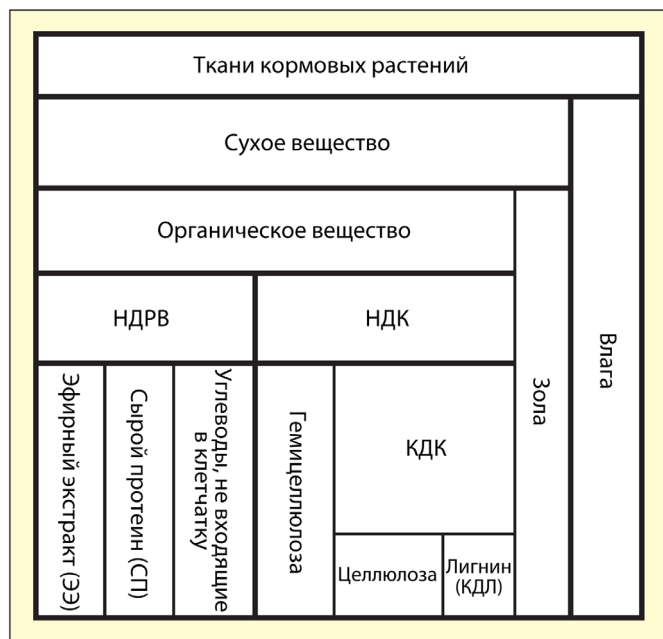 Ткани кормовых растений
Сухое вещество
Органическое вещество
НДРВ
НДК
Влага
Зола
Эфирный экстракт (ЭЭ)
Сырой протеин (СП)
Углеводы, не входящие
в клетчатку
Гемицеллюлоза
КДК
Целлюлоза
Лигнин
(КДЛ)